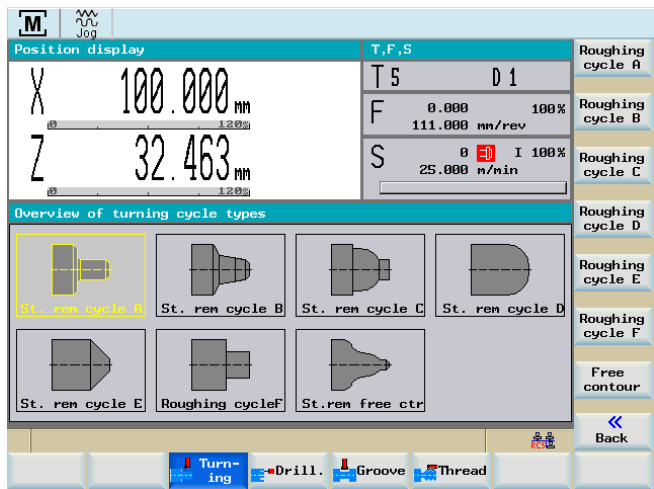 M
Jog
Position display
T,F,S
X 100.000 mm
0 . . . 120%
Z 32.463 mm
0 . . . 120%
T 5 D 1
F 0.000 100%
111.000 mm/rev
S 0 I 100%
25.000 m/min
Overview of turning cycle types
St. rem cycle A
St. rem cycle B
St. rem cycle C
St. rem cycle D
St. rem cycle E
Roughing cycleF
St.rem free ctr
Roughing
cycle A
Roughing
cycle B
Roughing
cycle C
Roughing
cycle D
Roughing
cycle E
Roughing
cycle F
Free
contour
«
Back
RCS
Turn-
ing
Drill.
Groove
Thread